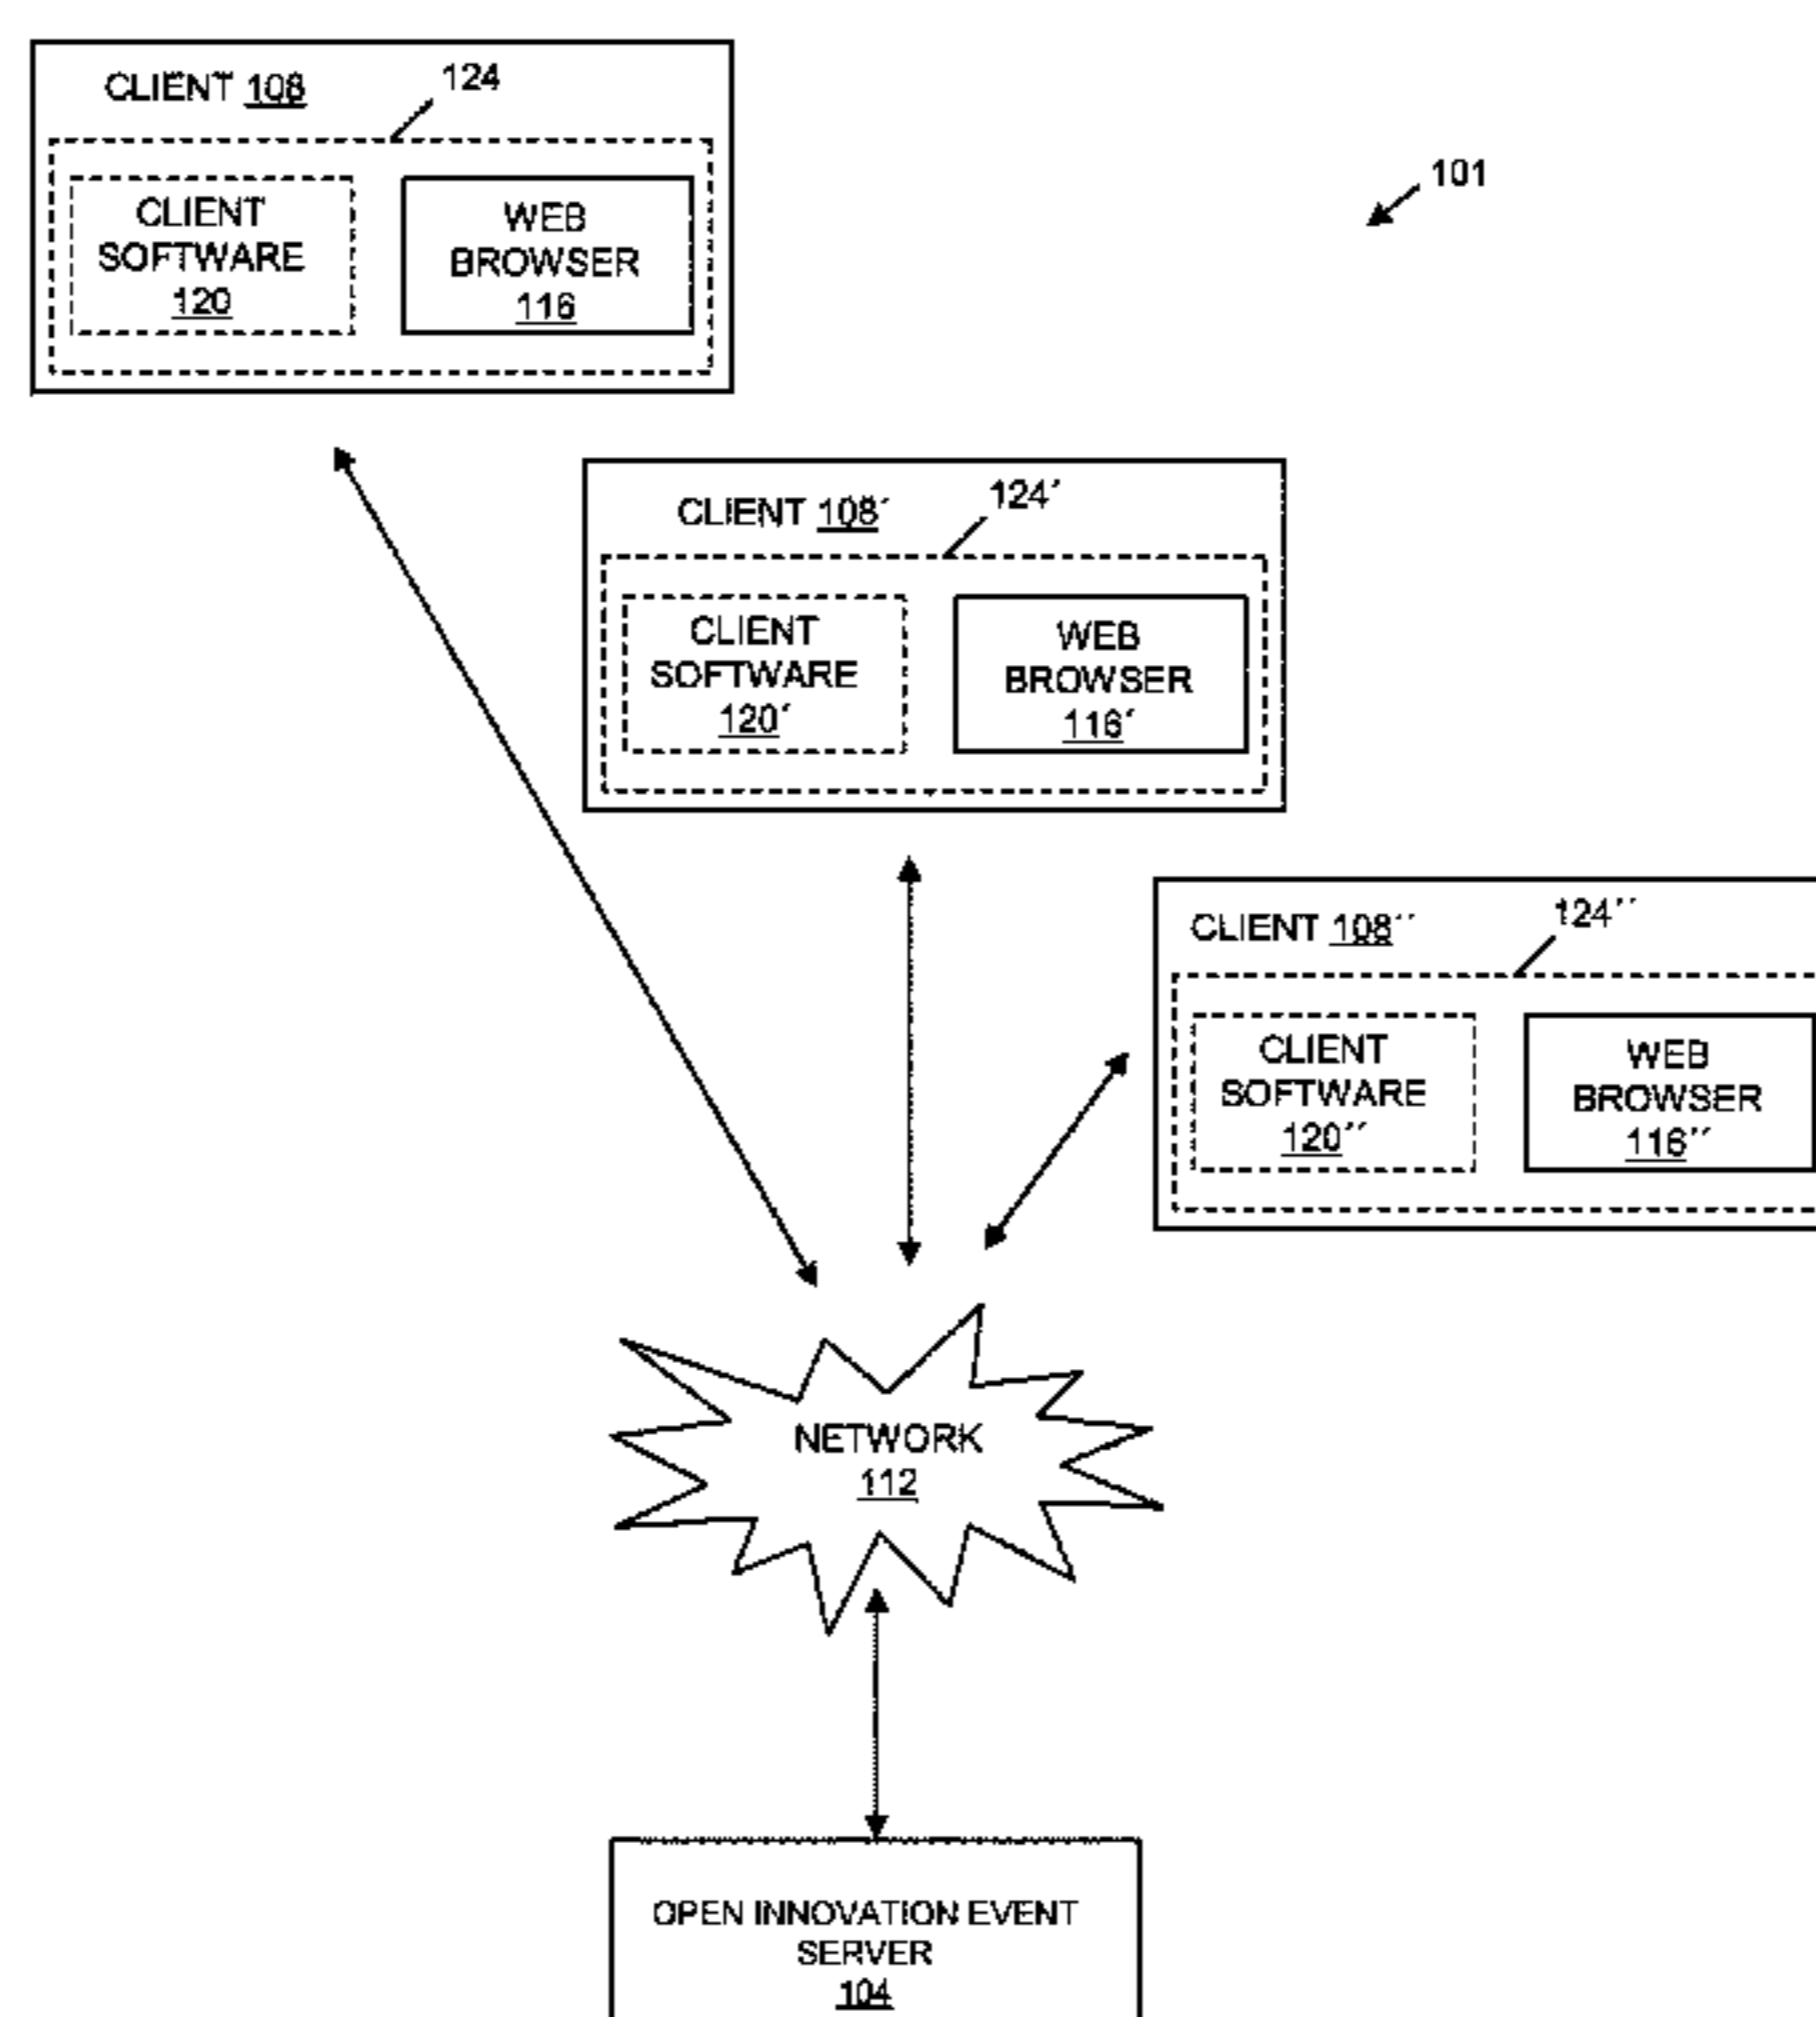 CLIENT 108
124
CLIENT
SOFTWARE
120
WEB
BROWSER
116
101
CLIENT 108´
124´
CLIENT
SOFTWARE
120´
WEB
BROWSER
116´
CLIENT 108´´
124´´
CLIENT
SOFTWARE
120´´
WEB
BROWSER
116´´
NETWORK
112
OPEN INNOVATION EVENT
SERVER
104